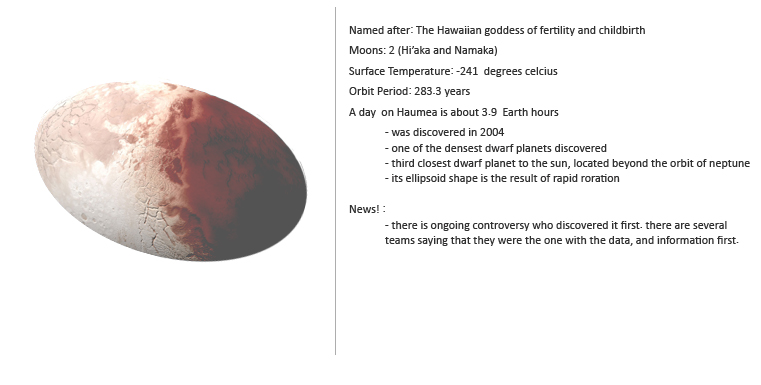 Named after: The Hawaiian goddess of fertility and childbirth
Moons: 2 (Hi'aka and Namaka)
Surface Temperature: -241 degrees celcius
Orbit Period: 283.3 years
A day on Haumea is about 3.9 Earth hours
- was discovered in 2004
- one of the densest dwarf planets discovered
- third closest dwarf planet to the sun, located beyond the orbit of neptune
- its ellipsoid shape is the result of rapid roration
News! :
- there is ongoing controversy who discovered it first. there are several
teams saying that they were the one with the data, and information first.